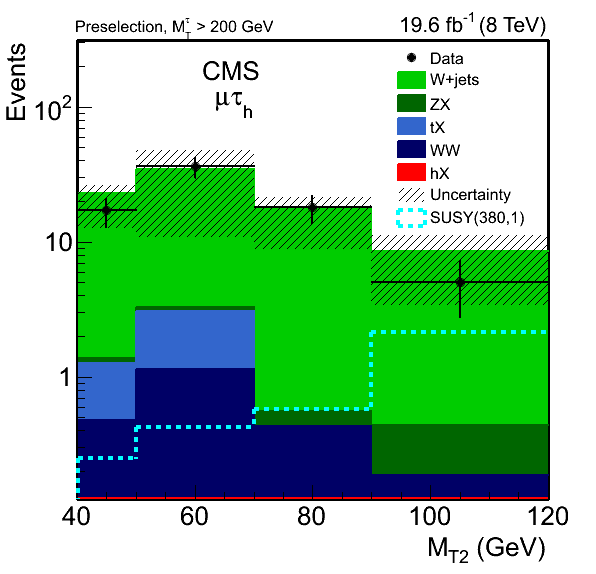 Preselection, M_T^τ > 200 GeV
19.6 fb⁻¹ (8 TeV)
Events
CMS
μτ_h
Data
W+jets
ZX
tX
WW
hX
Uncertainty
SUSY(380,1)
10²
10
1
40 60 80 100 120
M_T2 (GeV)